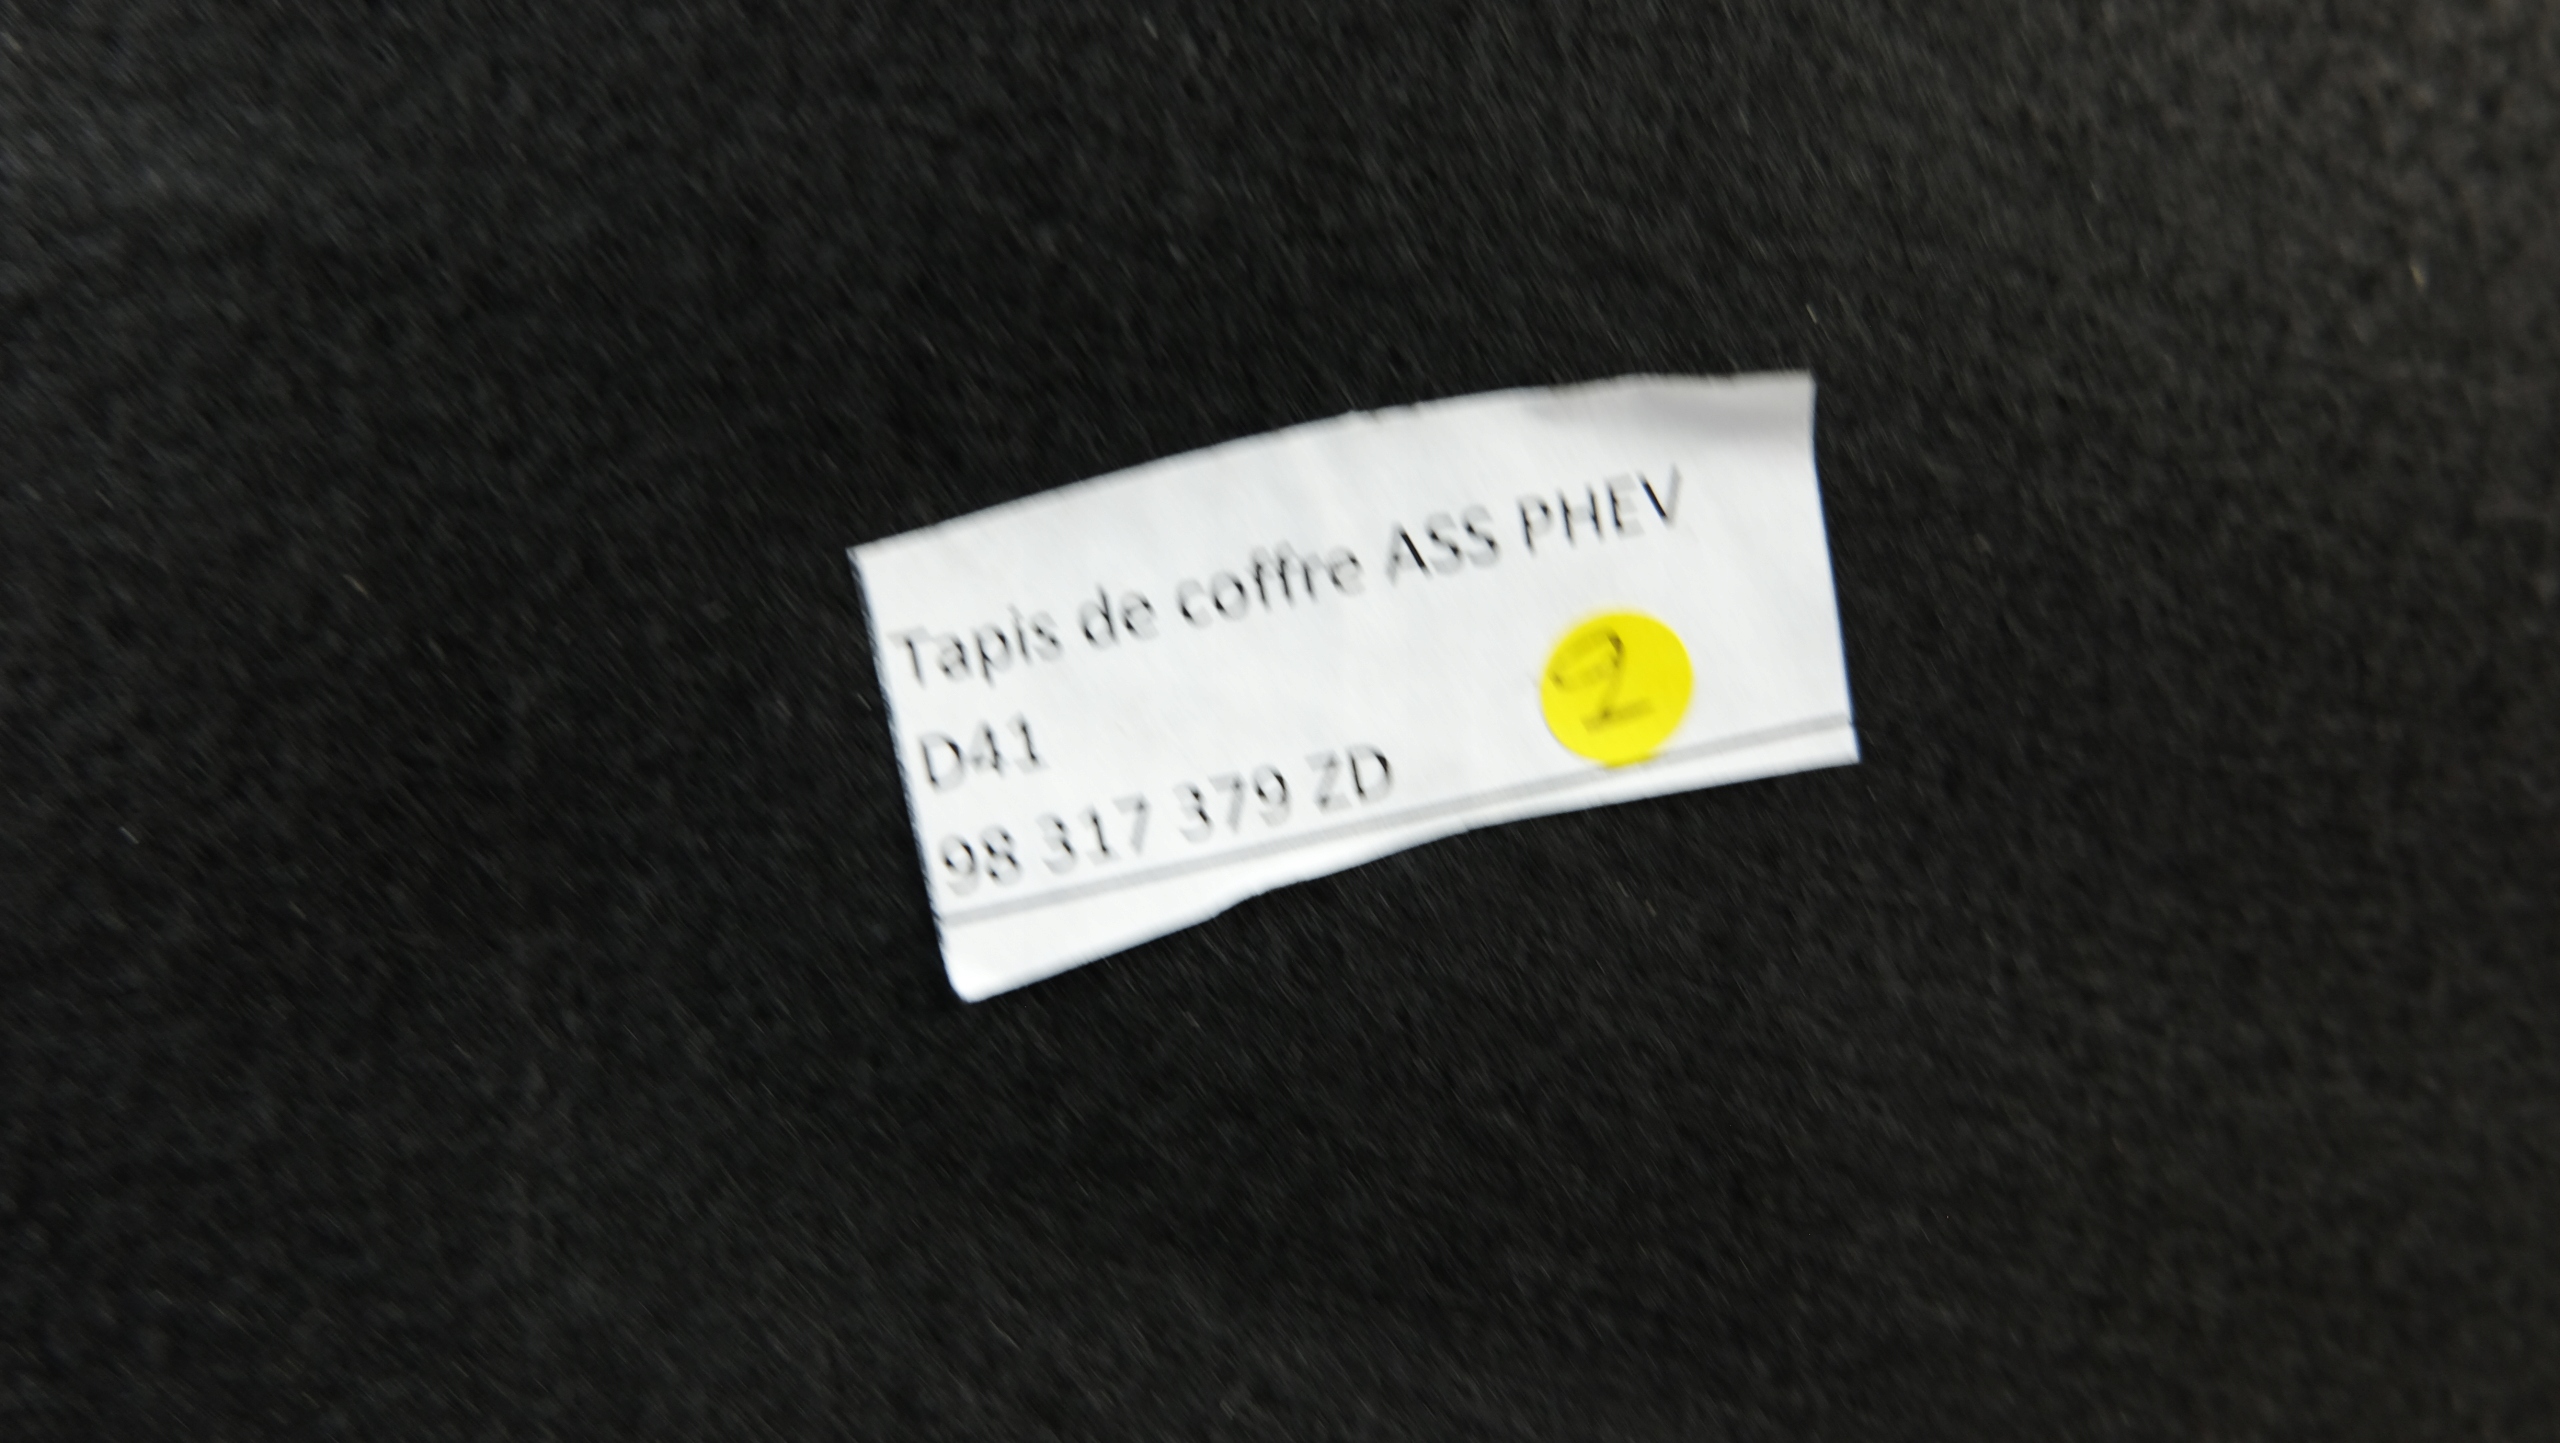 Tapis de coffre ASS PHEV
D41
2
98 317 379 ZD